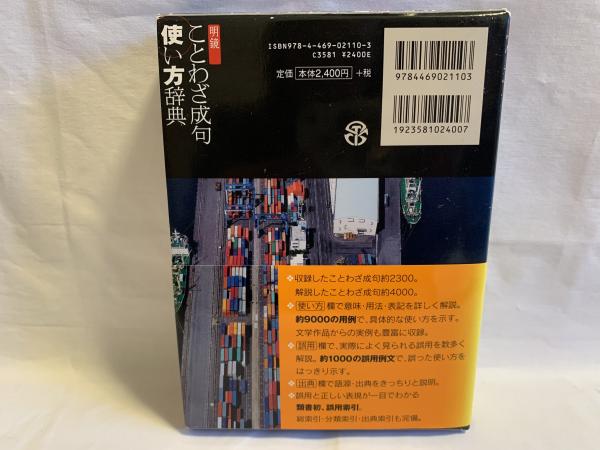 明鏡
ことわざ成句
使い方辞典
ISBN978-4-469-02110-3
C3581 ¥2400E
定価 本体2,400円 +税
9784469021103
1923581024007
❖収録したことわざ成句約2300。
解説したことわざ成句約4000。
❖使い方欄で意味・用法・表記を詳しく解説。
約9000の用例で、具体的な使い方を示す。
文学作品からの実例も豊富に収録。
❖誤用欄で、実際によく見られる誤用を数多く
解説。約1000の誤用例文で、誤った使い方を
はっきり示す。
❖出典欄で語源・出典をきっちりと説明。
❖誤用と正しい表現が一目でわかる
類書初、誤用索引。
総索引・分類索引・出典索引も完備。